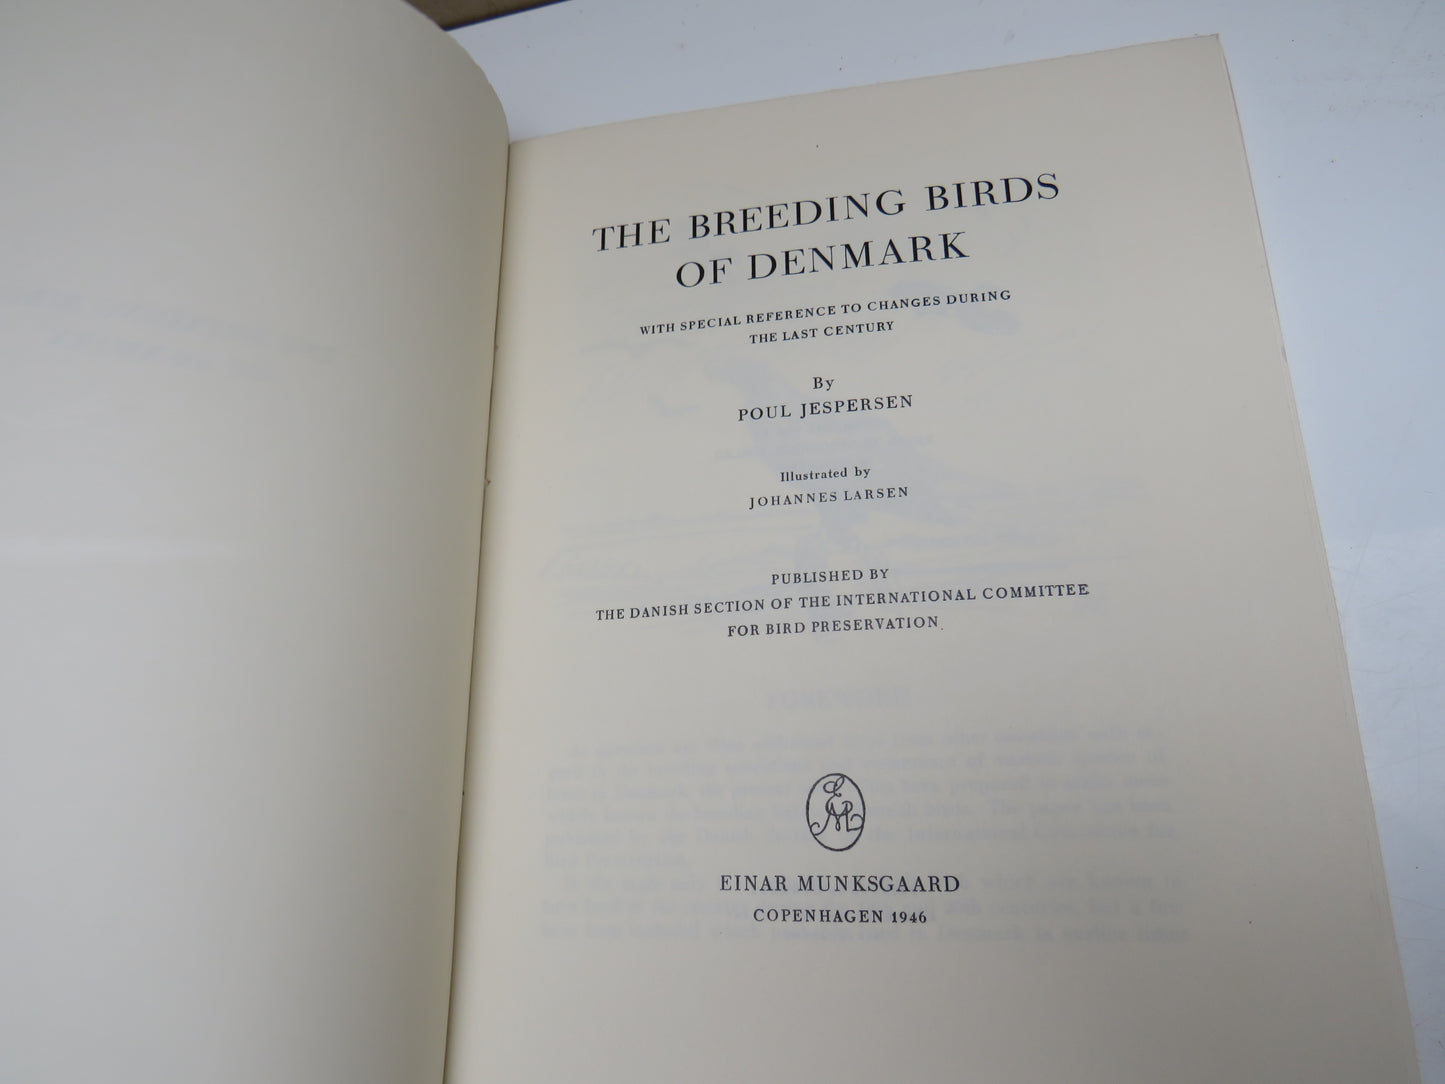 THE BREEDING BIRDS
OF DENMARK
WITH SPECIAL REFERENCE TO CHANGES DURING
THE LAST CENTURY
By
POUL JESPERSEN
Illustrated by
JOHANNES LARSEN
PUBLISHED BY
THE DANISH SECTION OF THE INTERNATIONAL COMMITTEE
FOR BIRD PRESERVATION.
EINAR MUNKSGAARD
COPENHAGEN 1946